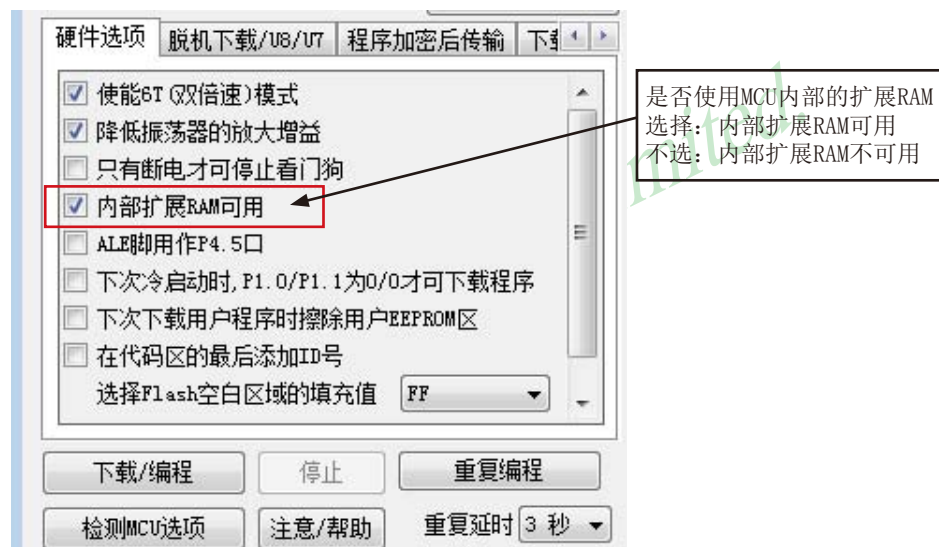 硬件选项
脱机下载/U8/U7
程序加密后传输
使能6T(双倍速)模式
降低振荡器的放大增益
只有断电才可停止看门狗
内部扩展RAM可用
ALE脚用作P4.5口
下次冷启动时,P1.0/P1.1为0/0才可下载程序
下次下载用户程序时擦除用户EEPROM区
在代码区的最后添加ID号
选择Flash空白区域的填充值 FF
下载/编程 停止 重复编程
检测MCU选项 注意/帮助 重复延时 3 秒
是否使用MCU内部的扩展RAM
选择：内部扩展RAM可用
不选：内部扩展RAM不可用
mited.